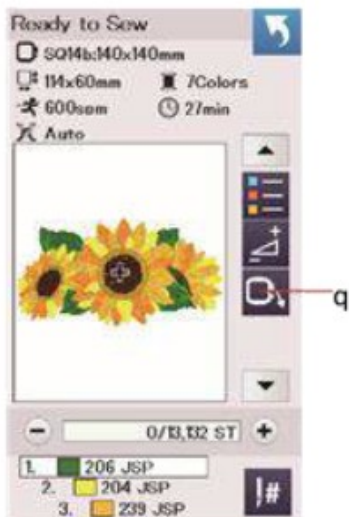 Ready to Sew
SQ14b:140x140mm
114x60mm 7Colors
600spm 27min
Auto
q
0/13,132 ST
1. 206 JSP
2. 204 JSP
3. 239 JSP
#